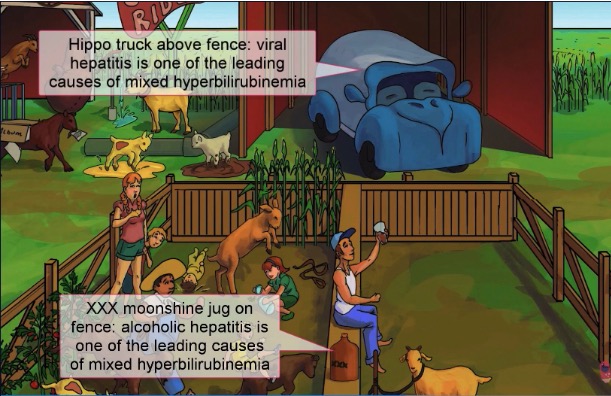 RIDE
Hippo truck above fence: viral
hepatitis is one of the leading
causes of mixed hyperbilirubinemia
XXX moonshine jug on
fence: alcoholic hepatitis is
one of the leading causes
of mixed hyperbilirubinemia
XXX